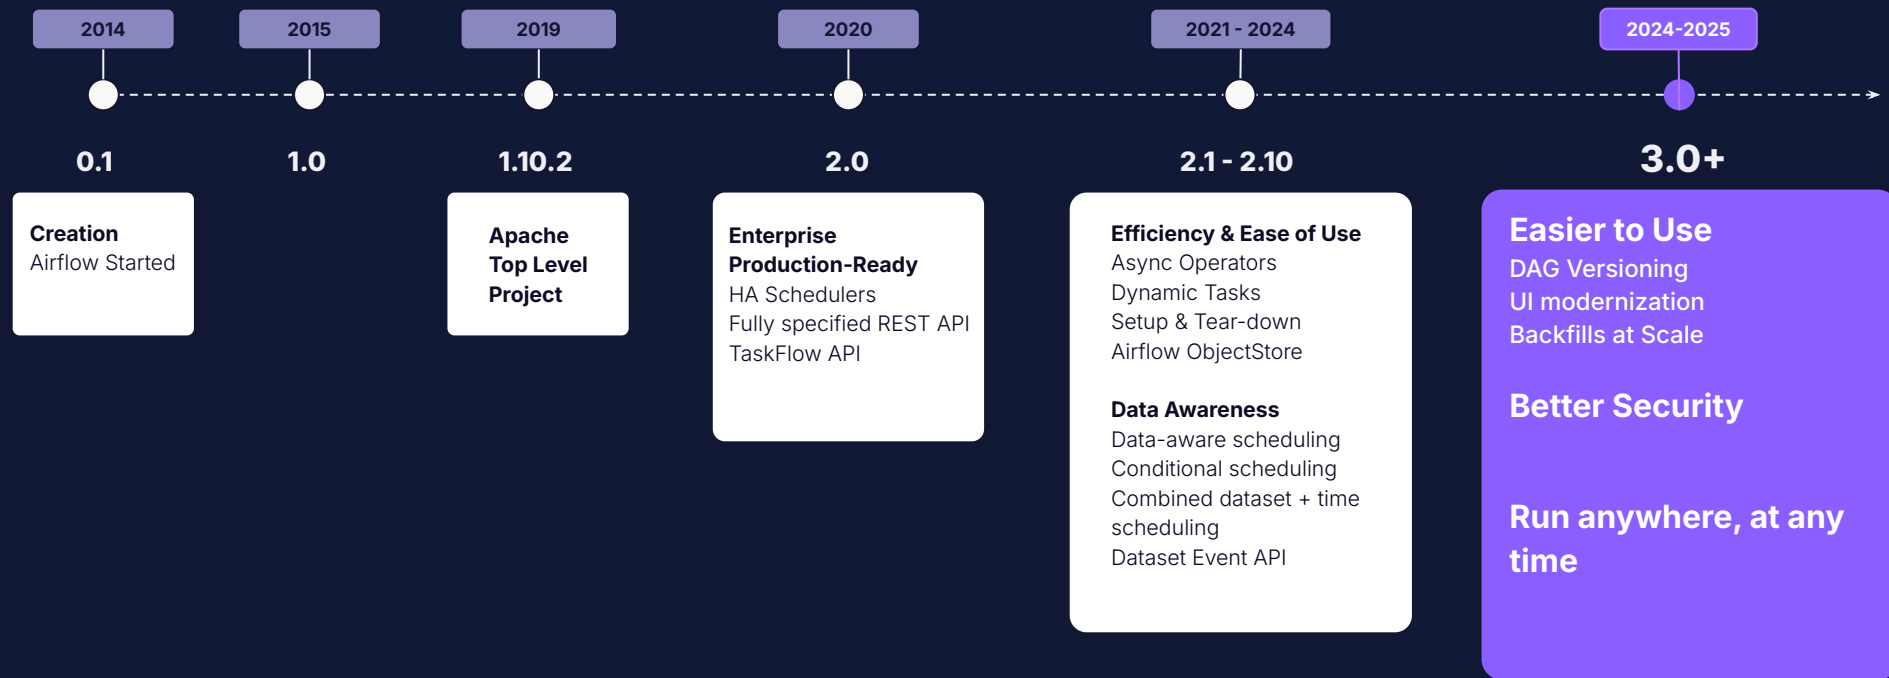 2014
2015
2019
2020
2021 - 2024
2024-2025
0.1
1.0
1.10.2
2.0
2.1 - 2.10
3.0+
Creation
Airflow Started
Apache
Top Level
Project
Enterprise
Production-Ready
HA Schedulers
Fully specified REST API
TaskFlow API
Efficiency & Ease of Use
Async Operators
Dynamic Tasks
Setup & Tear-down
Airflow ObjectStore
Data Awareness
Data-aware scheduling
Conditional scheduling
Combined dataset + time
scheduling
Dataset Event API
Easier to Use
DAG Versioning
UI modernization
Backfills at Scale
Better Security
Run anywhere, at any
time